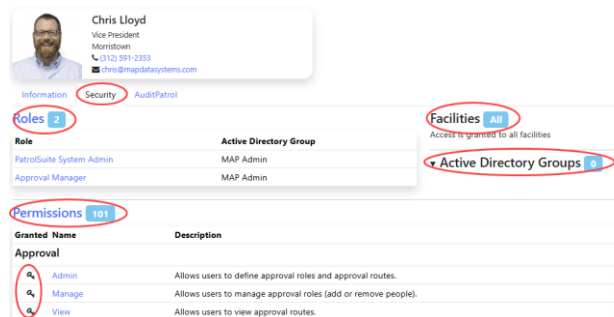 Chris Lloyd
Vice President
Morristown
(312) 591-2353
chris@mapdatasystems.com
Information Security AuditPatrol
Roles 2
Role Active Directory Group
PatrolSuite System Admin MAP Admin
Approval Manager MAP Admin
Facilities All
Access is granted to all facilities
Active Directory Groups 0
Permissions 101
Granted Name Description
Approval
Admin Allows users to define approval roles and approval routes.
Manage Allows users to manage approval roles (add or remove people).
View Allows users to view approval routes.